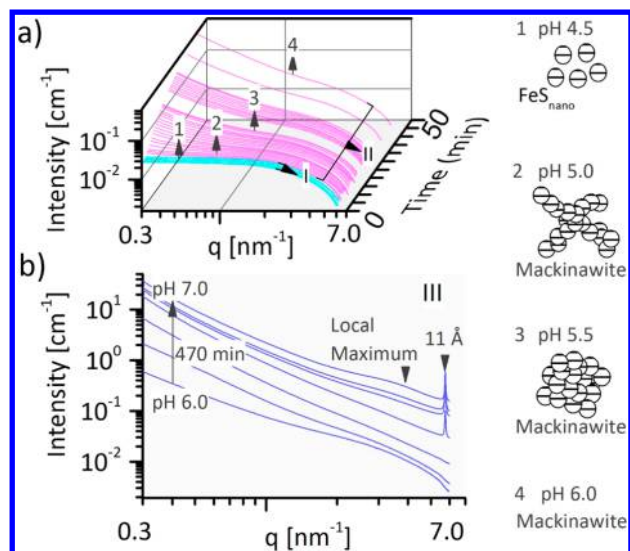 a)
4
3
2
1
I
II
Intensity [cm⁻¹]
10⁻¹
10⁻²
0.3
q [nm⁻¹]
7.0
0
Time (min)
50
b)
pH 7.0
III
Local
Maximum
11 Å
470 min
pH 6.0
Intensity [cm⁻¹]
10¹
10⁰
10⁻¹
10⁻²
0.3
q [nm⁻¹]
7.0
1 pH 4.5
FeS nano
2 pH 5.0
Mackinawite
3 pH 5.5
Mackinawite
4 pH 6.0
Mackinawite